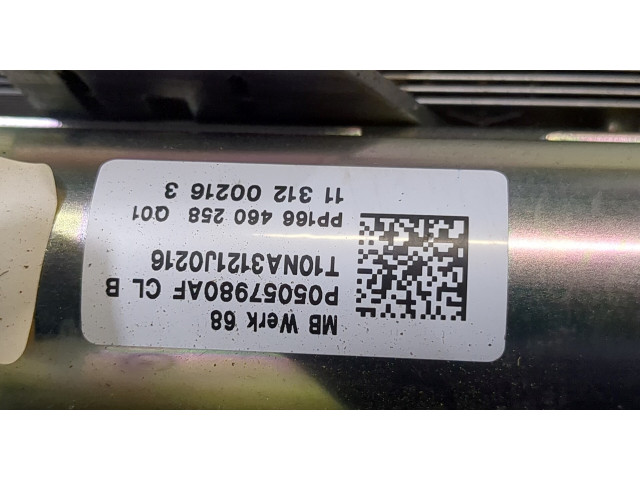 MB Werk 68
P05057980AF CL B
T10NA3121J0216
PP166 460 258 Q01
11 312 00216 3